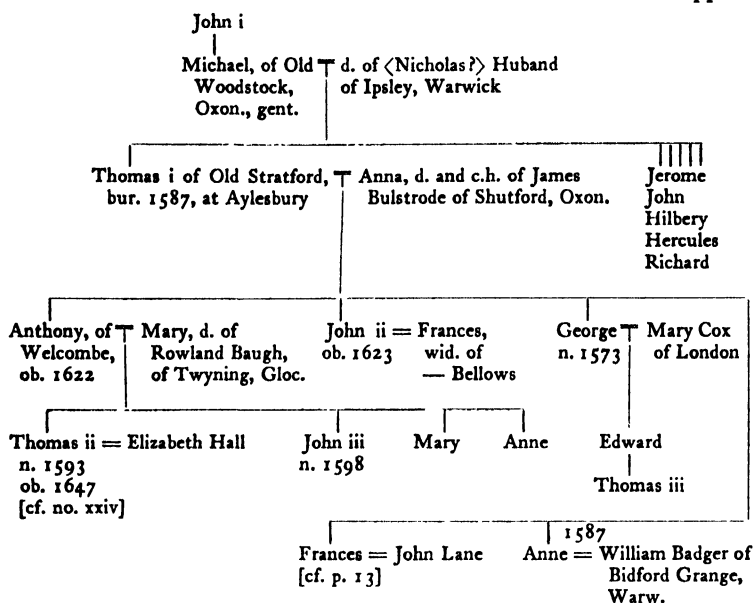 John i
Michael, of Old
Woodstock,
Oxon., gent.
d. of ⟨Nicholas?⟩ Huband
of Ipsley, Warwick
Thomas i of Old Stratford,
bur. 1587, at Aylesbury
Anna, d. and c.h. of James
Bulstrode of Shutford, Oxon.
Jerome
John
Hilbery
Hercules
Richard
Anthony, of
Welcombe,
ob. 1622
Mary, d. of
Rowland Baugh,
of Twyning, Gloc.
John ii = Frances,
ob. 1623
wid. of
— Bellows
George
n. 1573
Mary Cox
of London
Thomas ii = Elizabeth Hall
n. 1593
ob. 1647
[cf. no. xxiv]
John iii
n. 1598
Mary
Anne
Edward
Thomas iii
Frances = John Lane
[cf. p. 13]
1587
Anne = William Badger of
Bidford Grange,
Warw.